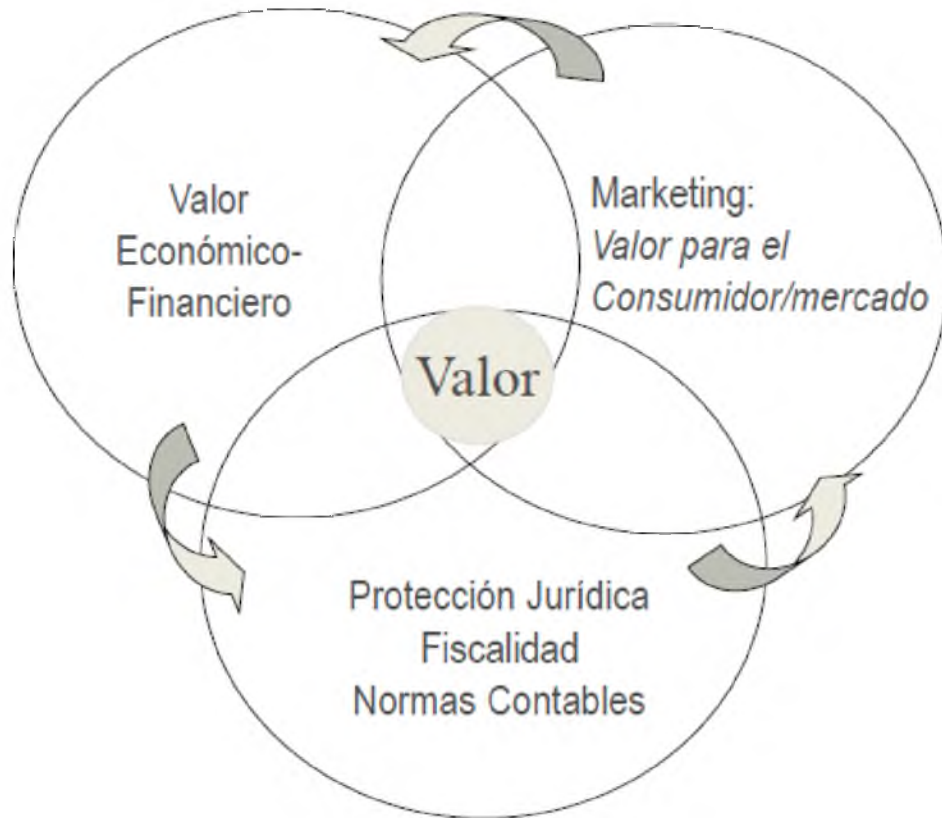 Valor
Económico-
Financiero
Marketing:
Valor para el
Consumidor/mercado
Valor
Protección Jurídica
Fiscalidad
Normas Contables